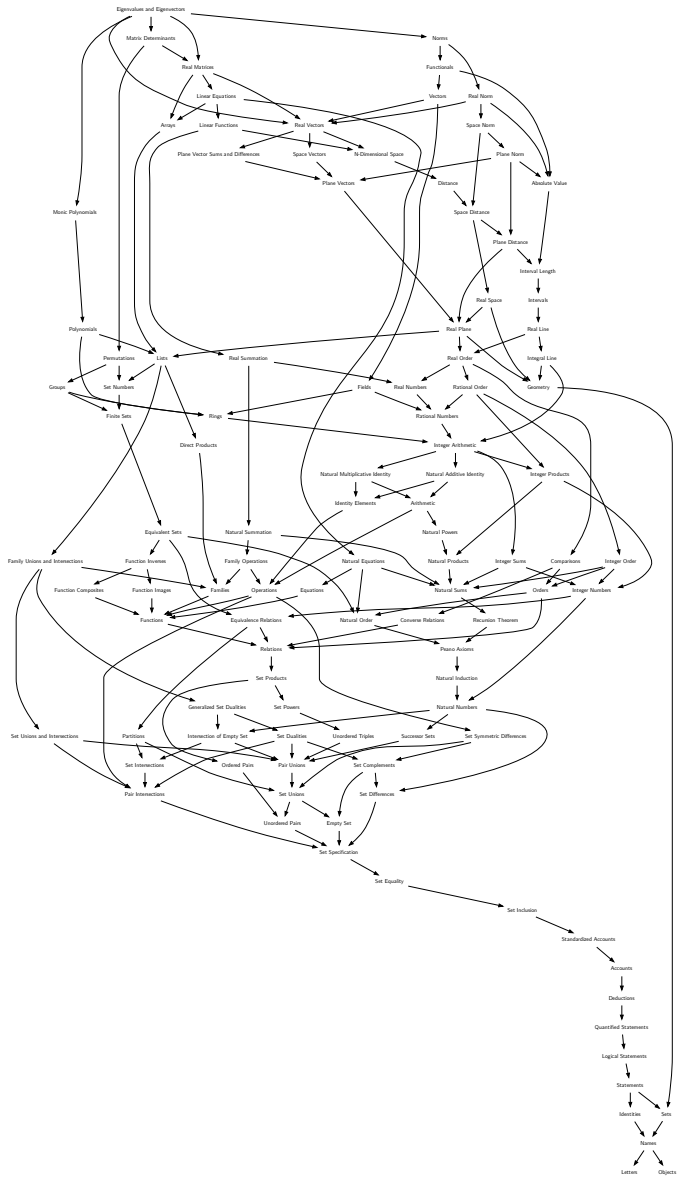 Eigenvalues and Eigenvectors
Matrix Determinants
Norms
Real Matrices
Functionals
Linear Equations
Vectors
Real Norm
Arrays
Linear Functions
Real Vectors
Space Norm
Plane Vector Sums and Differences
Space Vectors
N-Dimensional Space
Plane Norm
Plane Vectors
Distance
Absolute Value
Monic Polynomials
Space Distance
Plane Distance
Interval Length
Real Space
Intervals
Polynomials
Real Plane
Real Line
Permutations
Lists
Real Summation
Real Order
Integral Line
Groups
Set Numbers
Fields
Real Numbers
Rational Order
Geometry
Finite Sets
Rings
Rational Numbers
Direct Products
Integer Arithmetic
Natural Multiplicative Identity
Natural Additive Identity
Integer Products
Identity Elements
Arithmetic
Equivalent Sets
Natural Summation
Natural Powers
Family Unions and Intersections
Function Inverses
Family Operations
Natural Equations
Natural Products
Integer Sums
Comparisons
Integer Order
Function Composites
Function Images
Families
Operations
Equations
Natural Sums
Orders
Integer Numbers
Functions
Equivalence Relations
Natural Order
Converse Relations
Recursion Theorem
Relations
Peano Axioms
Set Products
Natural Induction
Generalized Set Dualities
Set Powers
Natural Numbers
Set Unions and Intersections
Partitions
Intersection of Empty Set
Set Dualities
Unordered Triples
Successor Sets
Set Symmetric Differences
Set Intersections
Ordered Pairs
Pair Unions
Set Complements
Pair Intersections
Set Unions
Set Differences
Unordered Pairs
Empty Set
Set Specification
Set Equality
Set Inclusion
Standardized Accounts
Accounts
Deductions
Quantified Statements
Logical Statements
Statements
Identities
Sets
Names
Letters
Objects